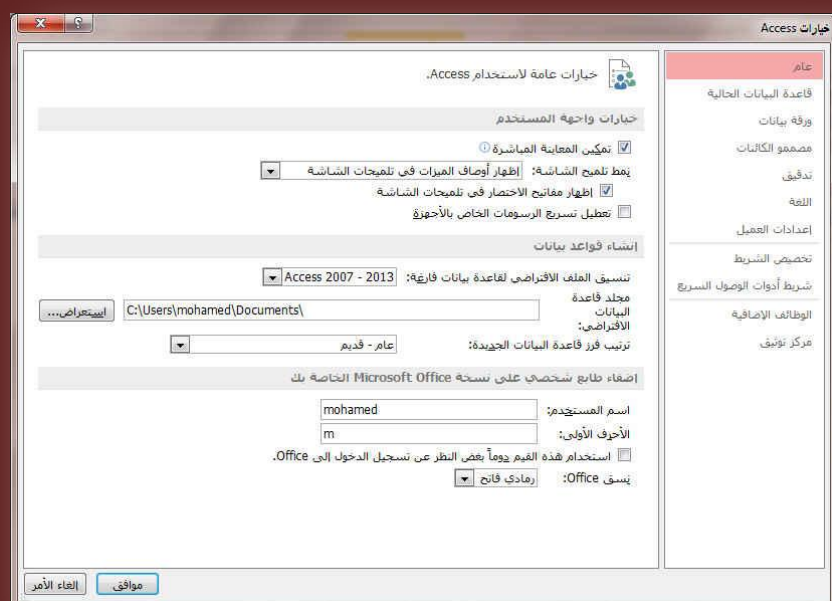 خيارات Access
عام
قاعدة البيانات الحالية
ورقة بيانات
مصممو الكائنات
تدقيق
اللغة
إعدادات العميل
تخصيص الشريط
شريط أدوات الوصول السريع
الوظائف الإضافية
مركز توثيق
خيارات عامة لاستخدام Access.
خيارات واجهة المستخدم
تمكين المعاينة المباشرة
نمط تلميح الشاشة: إظهار أوصاف الميزات في تلميحات الشاشة
إظهار مفاتيح الاختصار في تلميحات الشاشة
تعطيل تسريع الرسومات الخاص بالأجهزة
إنشاء قواعد بيانات
تنسيق الملف الافتراضي لقاعدة بيانات فارغة: Access 2007 - 2013
مجلد قاعدة
البيانات
الافتراضي:
C:\Users\mohamed\Documents\ استعراض...
ترتيب فرز قاعدة البيانات الجديدة: عام - قديم
إضفاء طابع شخصي على نسخة Microsoft Office الخاصة بك
اسم المستخدم: mohamed
الأحرف الأولى: m
استخدام هذه القيم دوماً بغض النظر عن تسجيل الدخول إلى Office.
نسق Office: رمادي فاتح
موافق إلغاء الأمر